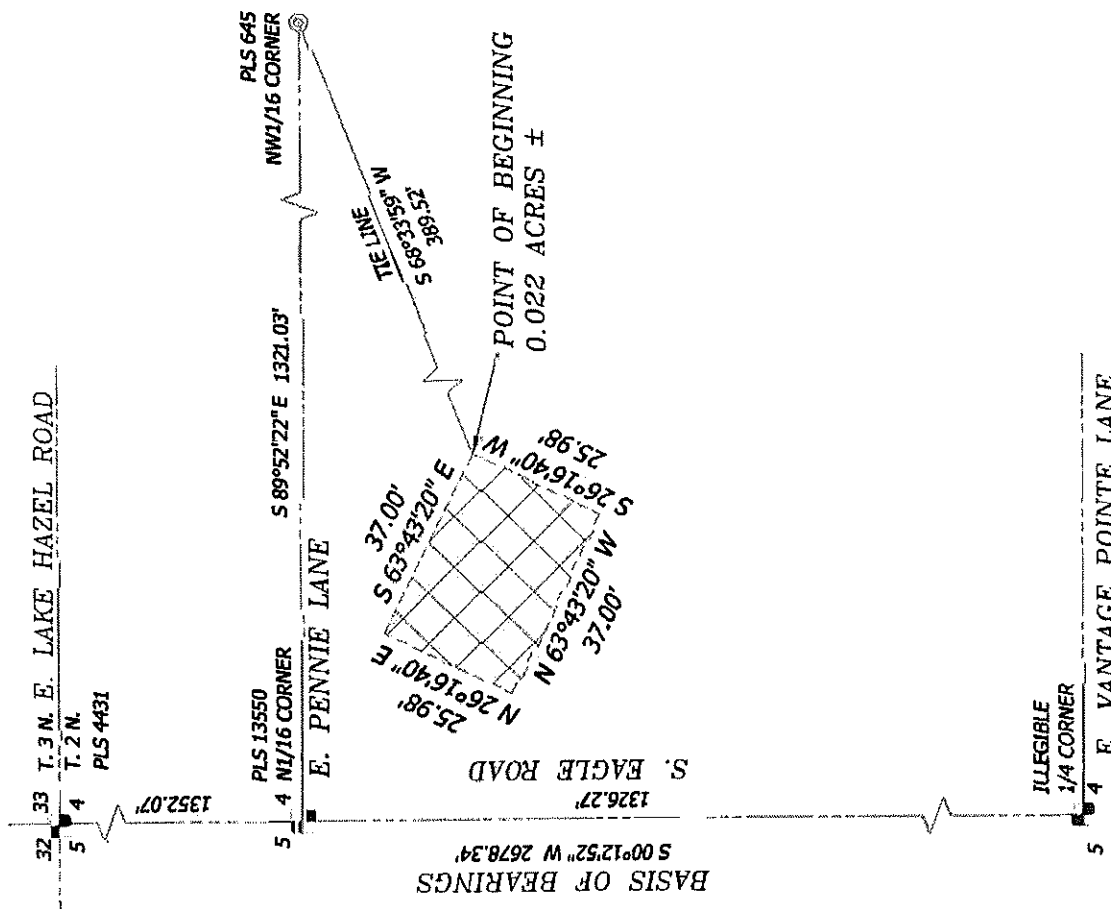 32 33 T. 3 N. E. LAKE HAZEL ROAD
5 4 T. 2 N.
PLS 4431
1352.07'
PLS 645
NW1/16 CORNER
S 89°52'22" E 1321.03'
PLS 13550
5 4 N1/16 CORNER
E. PENNIE LANE
TIE LINE
S 68°33'59" W
389.52'
POINT OF BEGINNING
0.022 ACRES ±
37.00'
S 63°43'20" E
S 26°16'40" W
25.98'
N 63°43'20" W
37.00'
N 26°16'40" E
25.98'
S. EAGLE ROAD
1326.27'
S 00°12'52" W 2678.34'
BASIS OF BEARINGS
ILLEGIBLE
1/4 CORNER
5 4 E. VANTAGE POINTE LANE